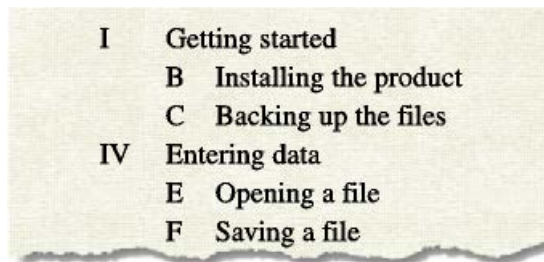 I Getting started
B Installing the product
C Backing up the files
IV Entering data
E Opening a file
F Saving a file